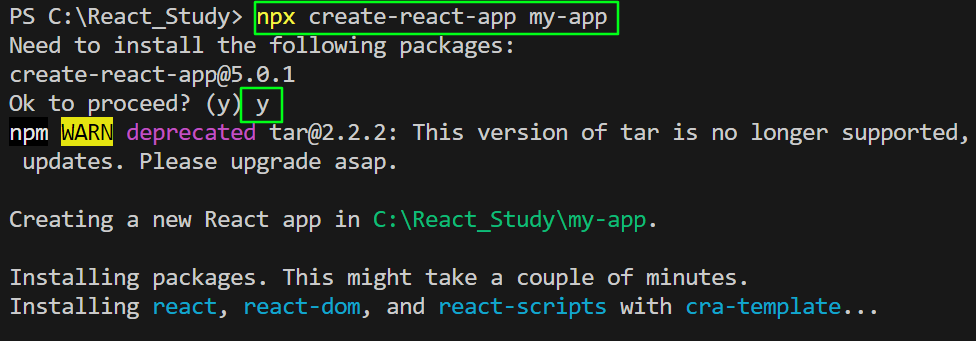 PS C:\React_Study> npx create-react-app my-app
Need to install the following packages:
create-react-app@5.0.1
Ok to proceed? (y) y
npm WARN deprecated tar@2.2.2: This version of tar is no longer supported,
updates. Please upgrade asap.
Creating a new React app in C:\React_Study\my-app.
Installing packages. This might take a couple of minutes.
Installing react, react-dom, and react-scripts with cra-template...